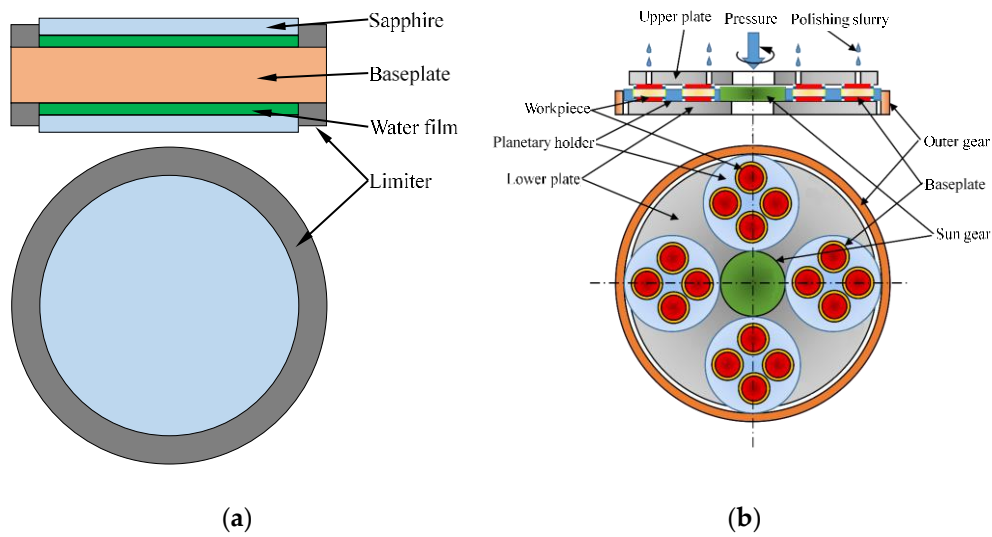 Sapphire
Baseplate
Water film
Limiter
(a)
Upper plate
Pressure
Polishing slurry
Workpiece
Planetary holder
Lower plate
Outer gear
Baseplate
Sun gear
(b)